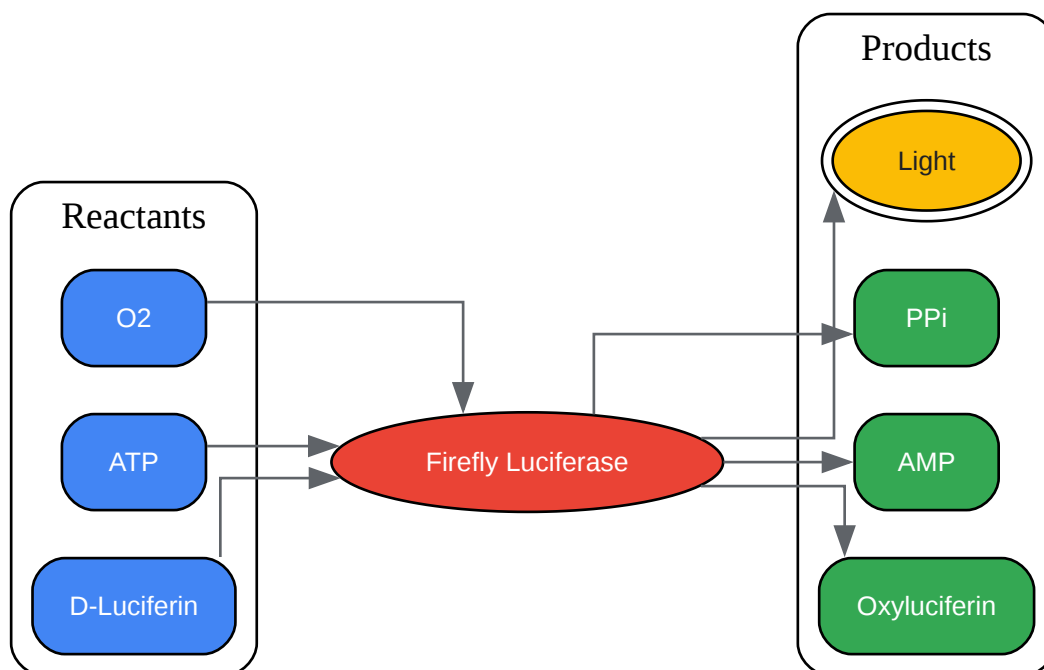 Reactants
O2
ATP
D-Luciferin
Firefly Luciferase
Products
Light
PPi
AMP
Oxyluciferin